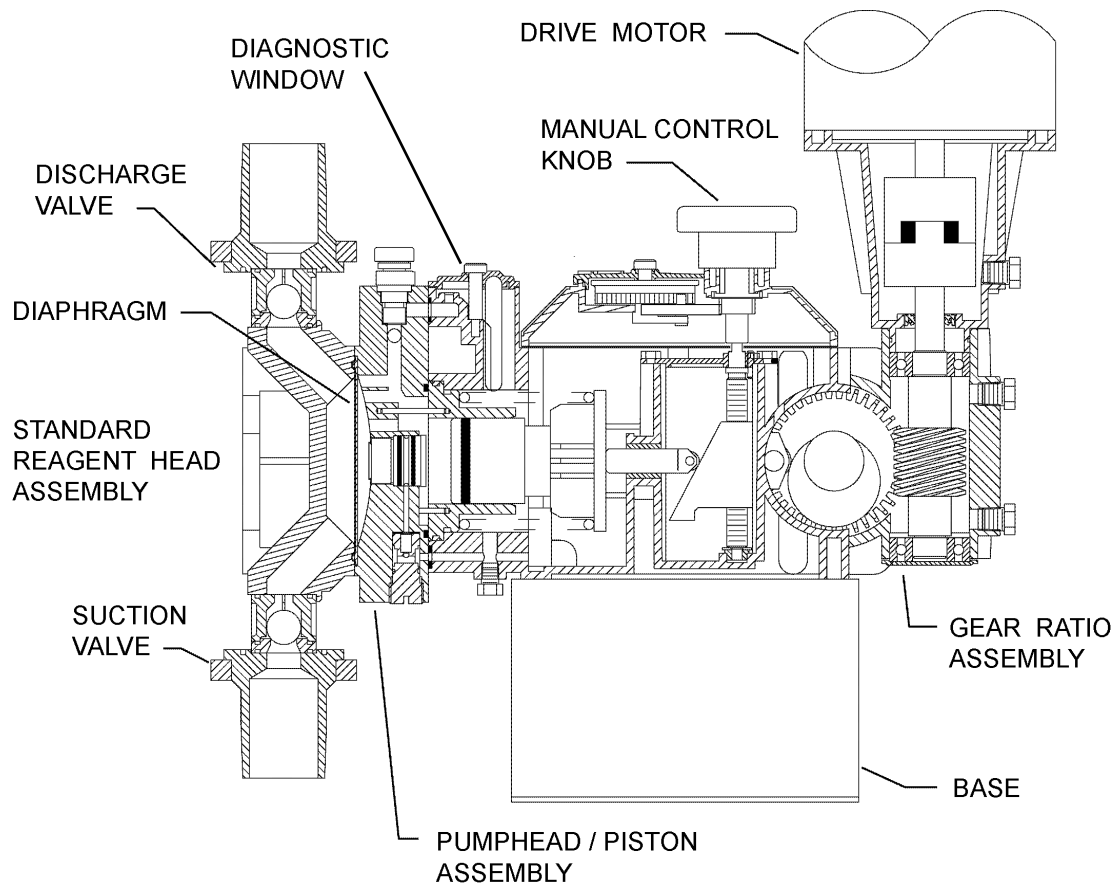 DRIVE MOTOR
DIAGNOSTIC
WINDOW
MANUAL CONTROL
KNOB
DISCHARGE
VALVE
DIAPHRAGM
STANDARD
REAGENT HEAD
ASSEMBLY
SUCTION
VALVE
GEAR RATIO
ASSEMBLY
BASE
PUMPHEAD / PISTON
ASSEMBLY